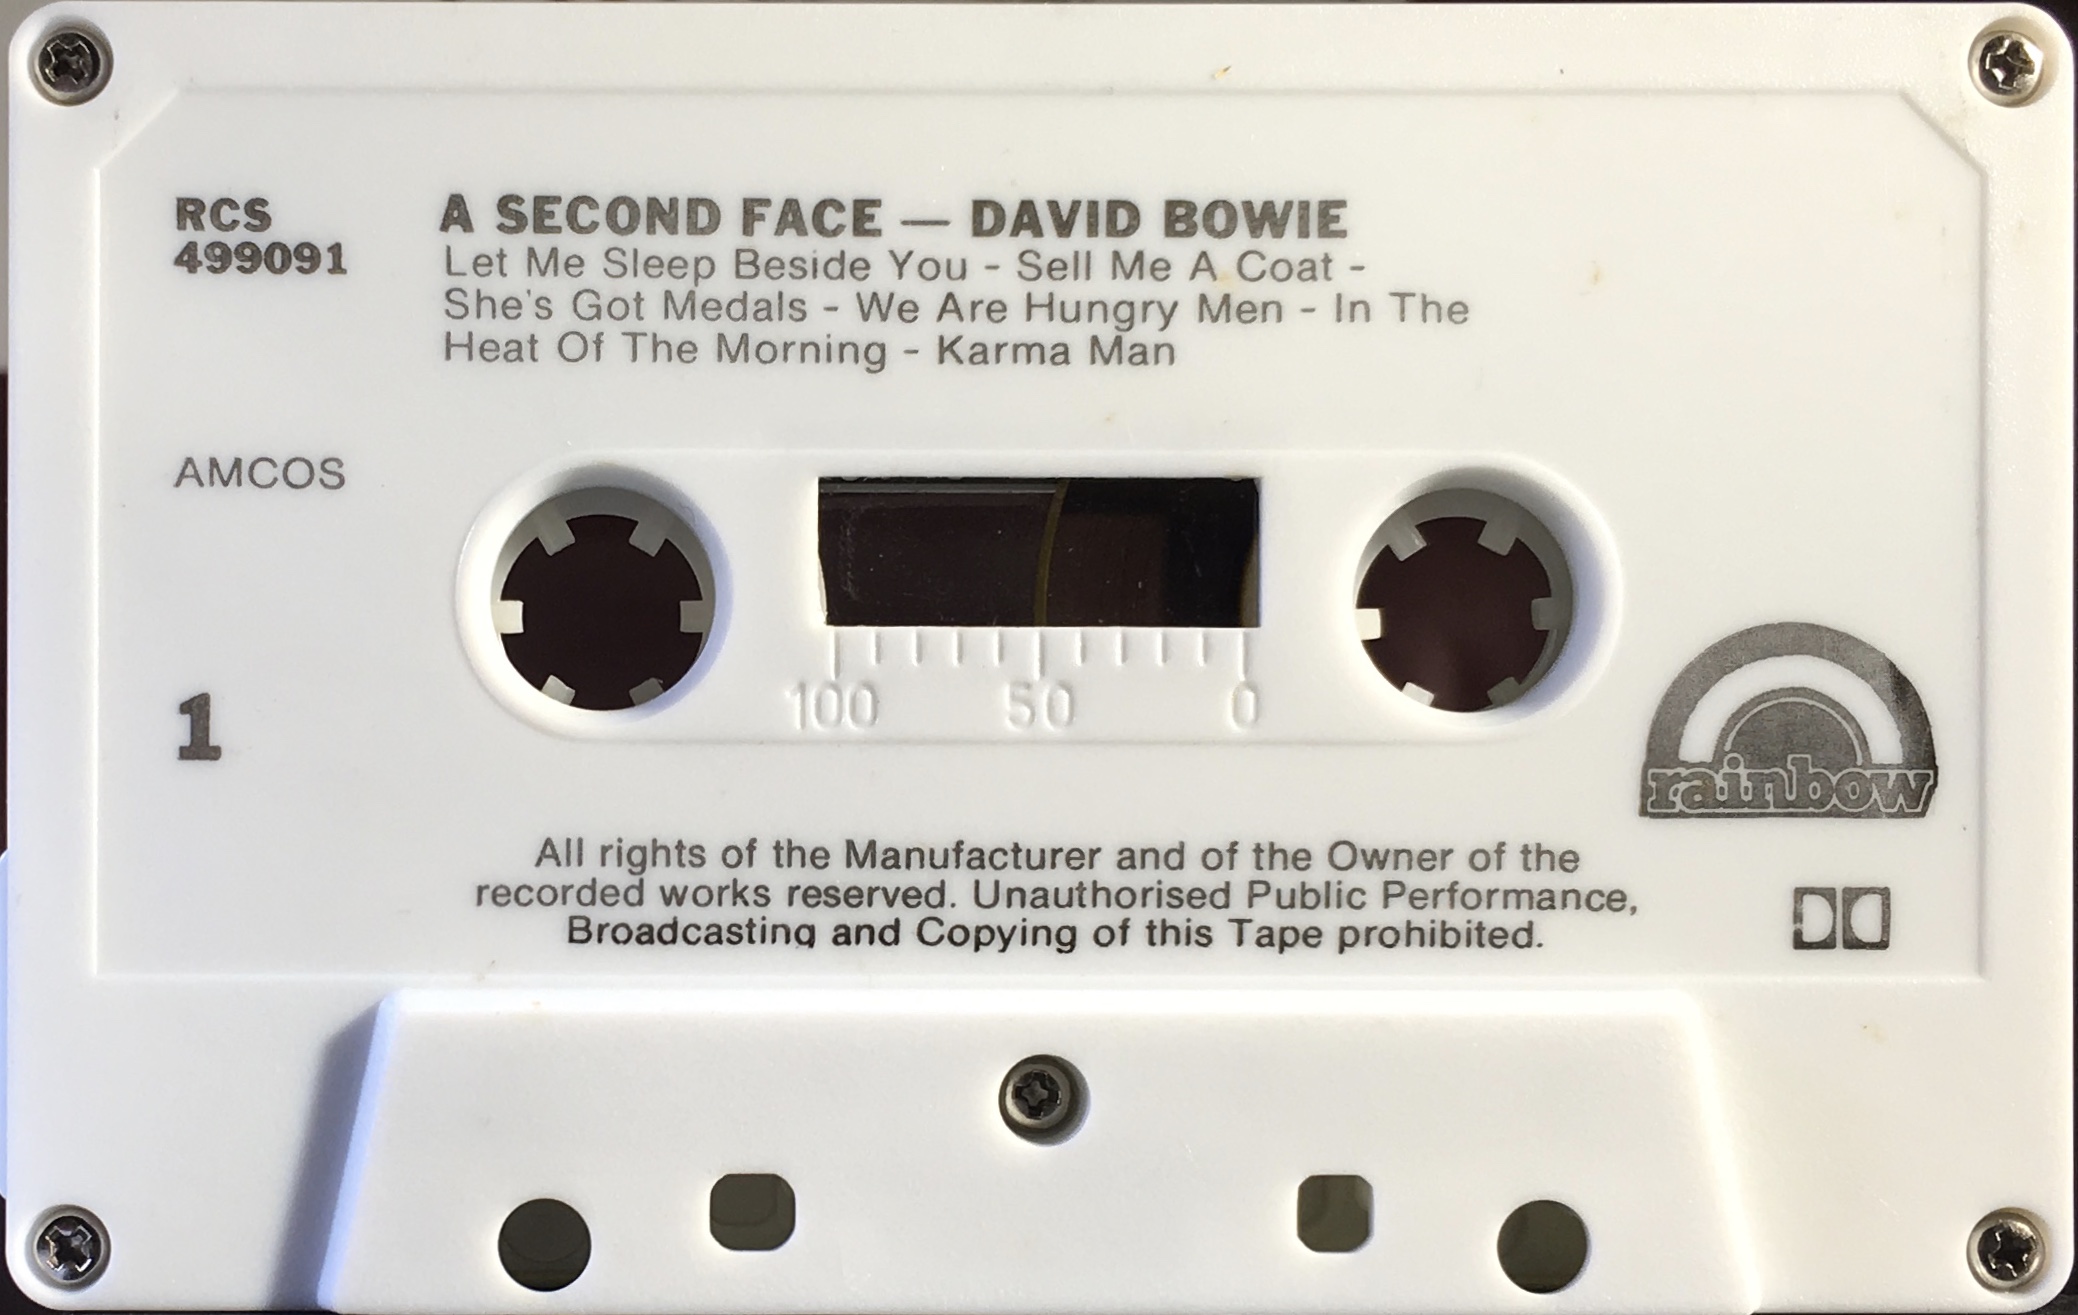 RCS
499091
A SECOND FACE — DAVID BOWIE
Let Me Sleep Beside You - Sell Me A Coat -
She's Got Medals - We Are Hungry Men - In The
Heat Of The Morning - Karma Man
AMCOS
100 50 0
1
rainbow
All rights of the Manufacturer and of the Owner of the
recorded works reserved. Unauthorised Public Performance,
Broadcasting and Copying of this Tape prohibited.